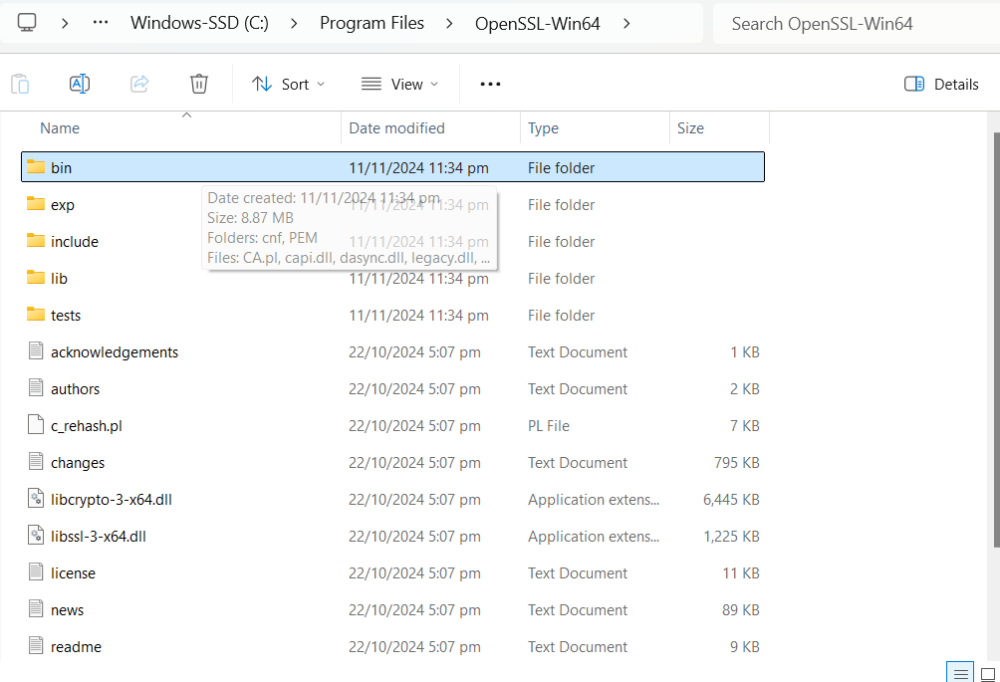 Windows-SSD (C:) > Program Files > OpenSSL-Win64 > Search OpenSSL-Win64
Sort View Details
Name Date modified Type Size
bin 11/11/2024 11:34 pm File folder
exp 11/11/2024 11:34 pm File folder
include 11/11/2024 11:34 pm File folder
lib 11/11/2024 11:34 pm File folder
tests 11/11/2024 11:34 pm File folder
acknowledgements 22/10/2024 5:07 pm Text Document 1 KB
authors 22/10/2024 5:07 pm Text Document 2 KB
c_rehash.pl 22/10/2024 5:07 pm PL File 7 KB
changes 22/10/2024 5:07 pm Text Document 795 KB
libcrypto-3-x64.dll 22/10/2024 5:07 pm Application extens... 6,445 KB
libssl-3-x64.dll 22/10/2024 5:07 pm Application extens... 1,225 KB
license 22/10/2024 5:07 pm Text Document 11 KB
news 22/10/2024 5:07 pm Text Document 89 KB
readme 22/10/2024 5:07 pm Text Document 9 KB
Date created: 11/11/2024 11:34 pm
Size: 8.87 MB
Folders: cnf, PEM
Files: CA.pl, capi.dll, dasync.dll, legacy.dll, ...